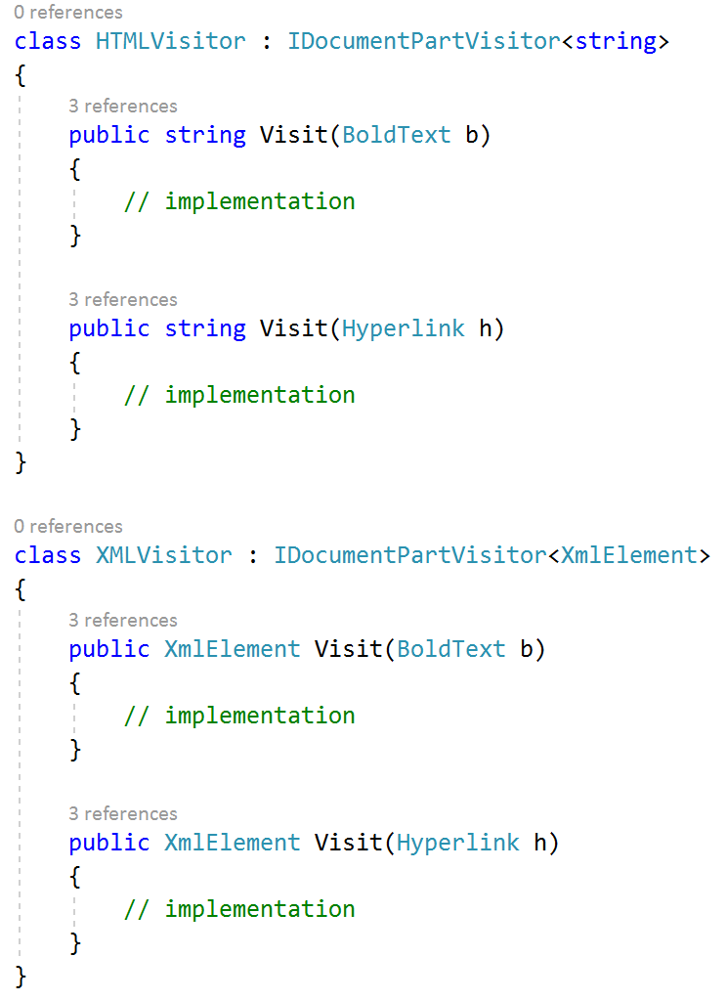 0 references
class HTMLVisitor : IDocumentPartVisitor<string>
{
3 references
public string Visit(BoldText b)
{
// implementation
}
3 references
public string Visit(Hyperlink h)
{
// implementation
}
}
0 references
class XMLVisitor : IDocumentPartVisitor<XmlElement>
{
3 references
public XmlElement Visit(BoldText b)
{
// implementation
}
3 references
public XmlElement Visit(Hyperlink h)
{
// implementation
}
}